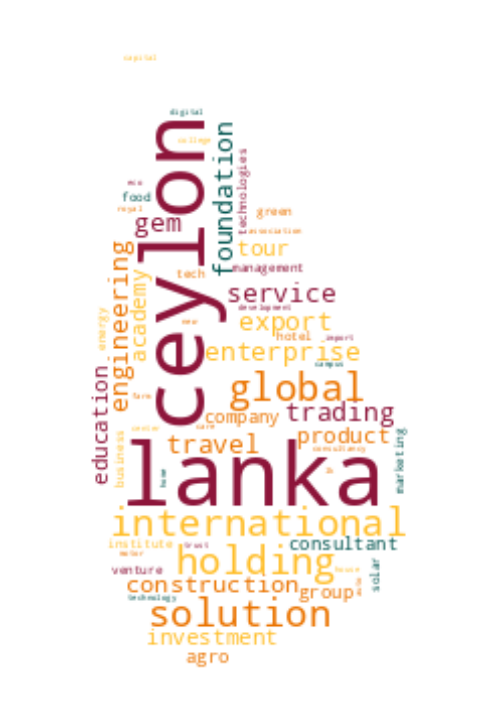 capital
digital
ceylon
foundation
college
technologies
eco
food
royal
gem
green
association
tour
engineering
academy
tech
management
service
development
energy
new
export
hotel
import
enterprise
campus
education
global
farm
company
trading
travel
product
center
care
consultancy
business
marketing
lanka
home
international
institute
trust
consultant
motor
holding
venture
house
solar
construction
group
technology
solution
investment
agro